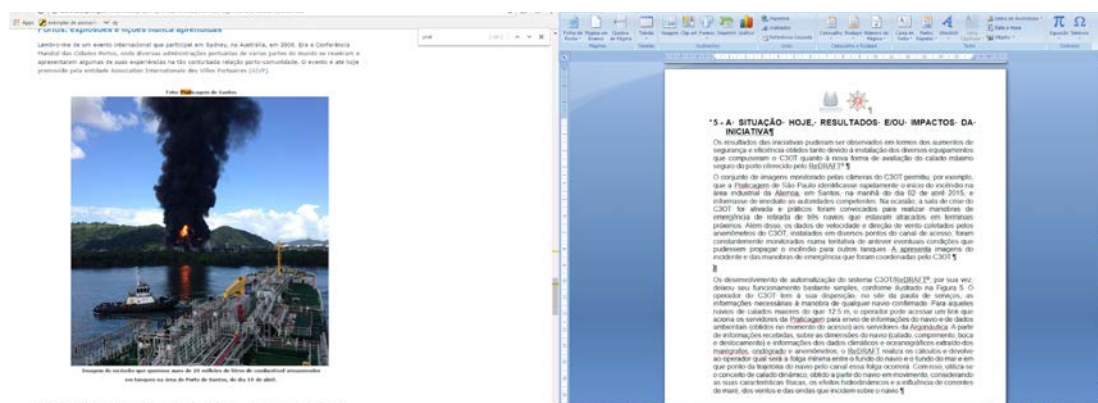 Apps
Portos: explosões e lições nunca aprendidas
Lembro-me de um evento internacional que participei em Sydney, na Austrália, em 2008. Era a Conferência
Mundial das Cidades Portos, onde diversas administrações portuárias de várias partes do mundo se reuniram e
apresentaram algumas de suas experiências na tão conturbada relação porto-comunidade. O evento é até hoje
promovido pela entidade Association Internationale des Villes Portuaires (AIVP).
Foto: Praticagem de Santos
Imagem do incêndio que queimou mais de 20 milhões de litros de combustível armazenados
em tanques na área do Porto de Santos, do dia 10 de abril.
5 - A SITUAÇÃO HOJE, RESULTADOS E/OU IMPACTOS DA
INICIATIVA¶
Os resultados das iniciativas puderam ser observados em termos dos aumentos de
segurança e eficiência obtidos tanto devido à instalação dos diversos equipamentos
que compuseram o C3OT quanto à nova forma de avaliação do calado máximo
seguro do porto oferecido pelo ReDRAFT® ¶
O conjunto de imagens monitorado pelas câmeras do C3OT permitiu, por exemplo,
que a Praticagem de São Paulo identificasse rapidamente o início do incêndio na
área industrial da Alemoa, em Santos, na manhã do dia 02 de abril 2015, e
informasse de imediato as autoridades competentes. Na ocasião, a sala de crise do
C3OT foi ativada e práticos foram convocados para realizar manobras de
emergência de retirada de três navios que estavam atracados em terminais
próximos. Além disso, os dados de velocidade e direção de vento coletados pelos
anemômetros do C3OT, instalados em diversos pontos do canal de acesso, foram
constantemente monitorados numa tentativa de antever eventuais condições que
pudessem propagar o incêndio para outros tanques. A apresenta imagens do
incidente e das manobras de emergência que foram coordenadas pelo C3OT ¶
¶
Os desenvolvimento de automatização do sistema C3OT/ReDRAFT®, por sua vez,
deixou seu funcionamento bastante simples, conforme ilustrado na Figura 5. O
operador do C3OT tem à sua disposição, no site da pauta de serviços, as
informações necessárias à manobra de qualquer navio confirmado. Para aqueles
navios de calados maiores do que 12.5 m, o operador pode acessar um link que
aciona os servidores da Praticagem para envio de informações do navio e de dados
ambientais (obtidos no momento do acesso) aos servidores da Argonáutica. A partir
de informações recebidas, sobre as dimensões do navio (calado, comprimento, boca
e deslocamento) e informações dos dados climáticos e oceanográficos extraído dos
marégrafos, ondógrafo e anemômetros, o ReDRAFT realiza os cálculos e devolve
ao operador qual será a folga mínima entre o fundo do navio e o fundo do mar e em
que ponto da trajetória do navio pelo canal essa folga ocorrerá. Com isso, utiliza-se
o conceito de calado dinâmico, obtido a partir do navio em movimento, considerando
as suas características físicas, os efeitos hidrodinâmicos e a influência de correntes
de maré, dos ventos e das ondas que incidem sobre o navio ¶